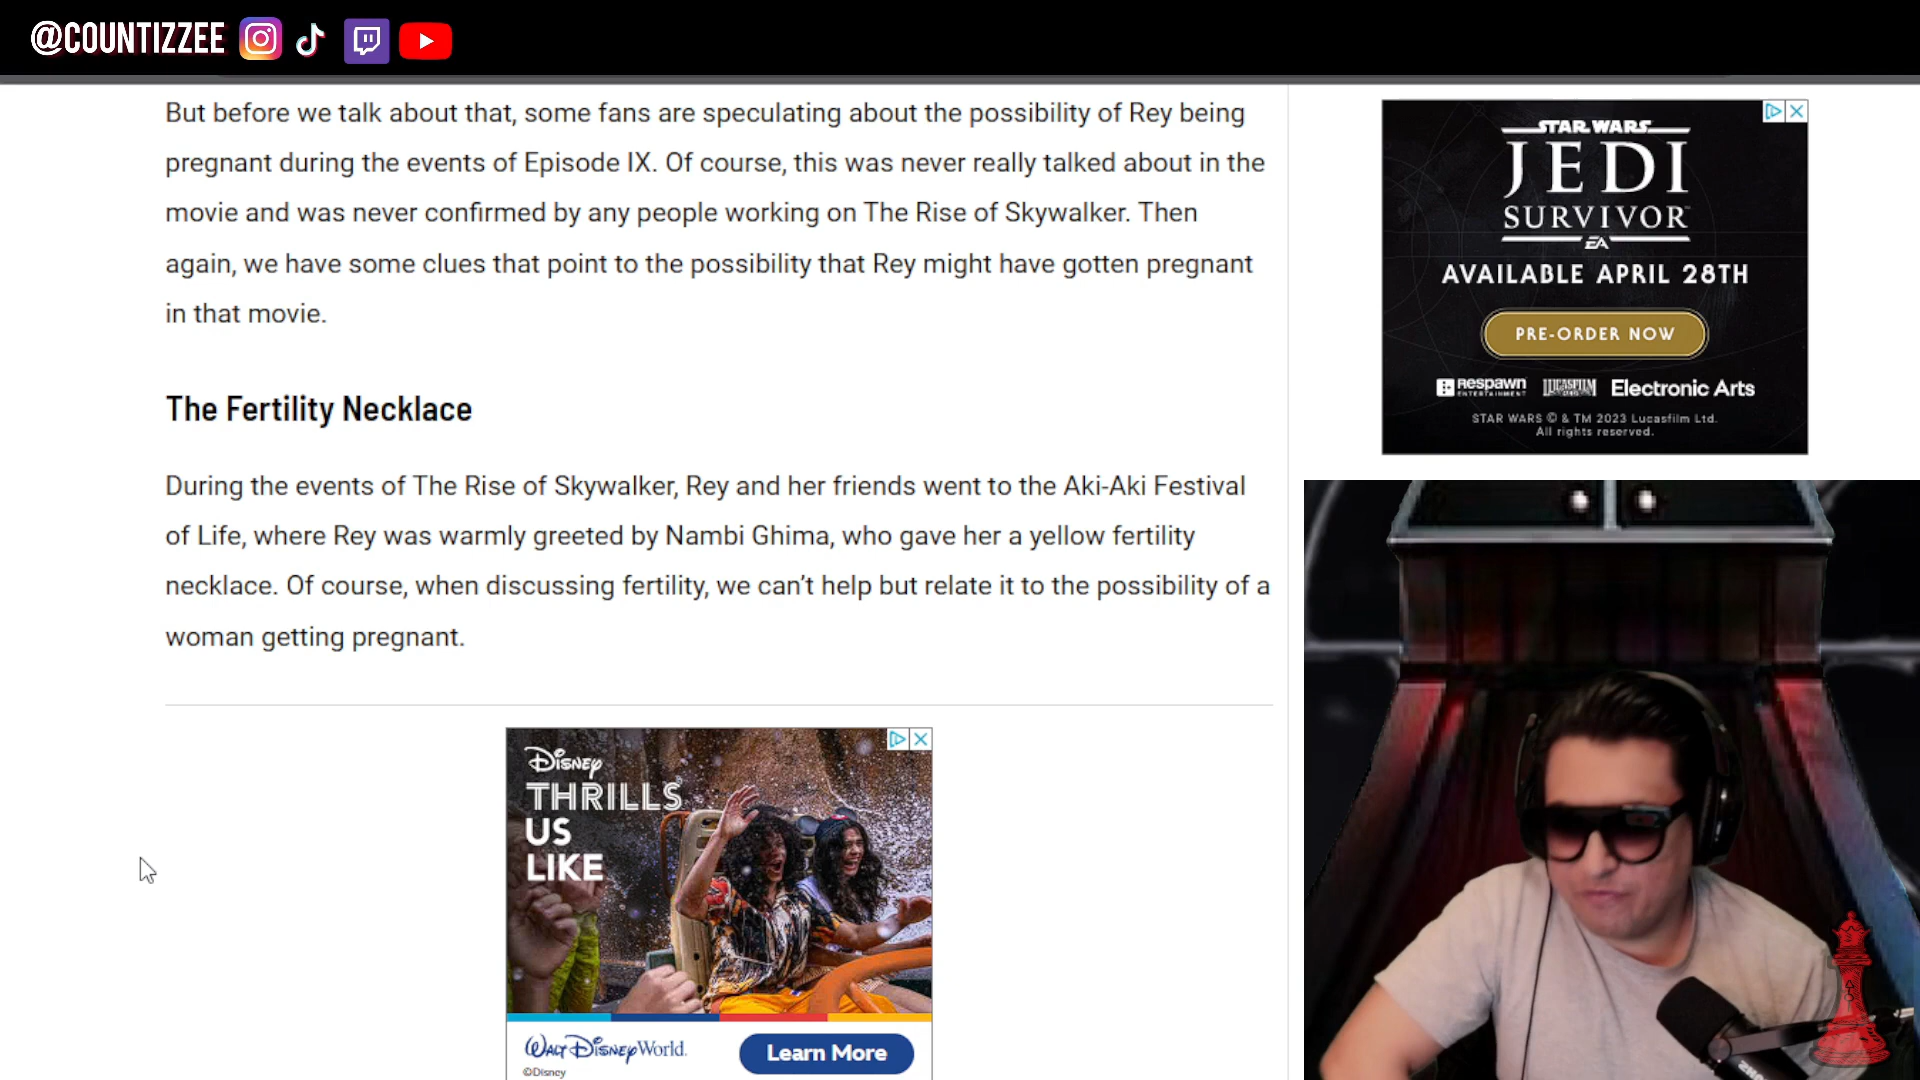 @COUNTIZZEE
But before we talk about that, some fans are speculating about the possibility of Rey being
pregnant during the events of Episode IX. Of course, this was never really talked about in the
movie and was never confirmed by any people working on The Rise of Skywalker. Then
again, we have some clues that point to the possibility that Rey might have gotten pregnant
in that movie.
The Fertility Necklace
During the events of The Rise of Skywalker, Rey and her friends went to the Aki-Aki Festival
of Life, where Rey was warmly greeted by Nambi Ghima, who gave her a yellow fertility
necklace. Of course, when discussing fertility, we can't help but relate it to the possibility of a
woman getting pregnant.
Disney
THRILLS
US
LIKE
Walt Disney World.
©Disney
Learn More
STAR WARS
JEDI
SURVIVOR™
EA
AVAILABLE APRIL 28TH
PRE-ORDER NOW
Respawn
ENTERTAINMENT
LUCASFILM
Electronic Arts
STAR WARS © & TM 2023 Lucasfilm Ltd.
All rights reserved.